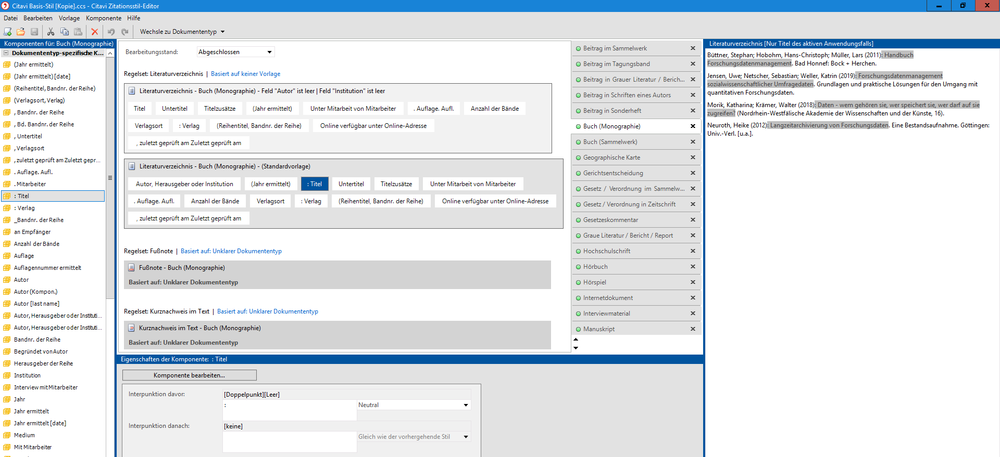 Citavi Basis-Stil [Kopie].ccs - Citavi Zitationsstil-Editor
Datei Bearbeiten Vorlage Komponente Hilfe
Wechsle zu Dokumententyp
Komponenten für: Buch (Monographie)
Dokumententyp-spezifische K...
(Jahr ermittelt)
(Jahr ermittelt) [date]
(Reihentitel, Bandnr. der Reihe)
(Verlagsort, Verlag)
, Bandnr. der Reihe
, Bd. Bandnr. der Reihe
, Untertitel
, Verlagsort
, zuletzt geprüft am Zuletzt gepr...
. Auflage. Aufl.
. Mitarbeiter
: Titel
: Verlag
_Bandnr. der Reihe
an Empfänger
Anzahl der Bände
Auflage
Auflagennummer ermittelt
Autor
Autor (Kompon.)
Autor [last name]
Autor, Herausgeber oder Instituti...
Autor, Herausgeber oder Instituti...
Bandnr. der Reihe
Begründet von Autor
Herausgeber der Reihe
Institution
Interview mit Mitarbeiter
Jahr
Jahr ermittelt
Jahr ermittelt [date]
Medium
Mit Mitarbeiter
Bearbeitungsstand: Abgeschlossen
Regelset: Literaturverzeichnis | Basiert auf keiner Vorlage
Literaturverzeichnis - Buch (Monographie) - Feld "Autor" ist leer | Feld "Institution" ist leer
Titel Untertitel Titelzusätze (Jahr ermittelt) Unter Mitarbeit von Mitarbeiter . Auflage. Aufl. Anzahl der Bände
Verlagsort : Verlag (Reihentitel, Bandnr. der Reihe) Online verfügbar unter Online-Adresse
, zuletzt geprüft am Zuletzt geprüft am
Literaturverzeichnis - Buch (Monographie) - (Standardvorlage)
Autor, Herausgeber oder Institution (Jahr ermittelt) : Titel Untertitel Titelzusätze Unter Mitarbeit von Mitarbeiter
. Auflage. Aufl. Anzahl der Bände Verlagsort : Verlag (Reihentitel, Bandnr. der Reihe) Online verfügbar unter Online-Adresse
, zuletzt geprüft am Zuletzt geprüft am
Regelset: Fußnote | Basiert auf: Unklarer Dokumententyp
Fußnote - Buch (Monographie)
Basiert auf: Unklarer Dokumententyp
Regelset: Kurznachweis im Text | Basiert auf: Unklarer Dokumententyp
Kurznachweis im Text - Buch (Monographie)
Basiert auf: Unklarer Dokumententyp
Beitrag im Sammelwerk
Beitrag im Tagungsband
Beitrag in Grauer Literatur / Berich...
Beitrag in Schriften eines Autors
Beitrag in Sonderheft
Buch (Monographie)
Buch (Sammelwerk)
Geographische Karte
Gerichtsentscheidung
Gesetz / Verordnung im Sammelw...
Gesetz / Verordnung in Zeitschrift
Gesetzeskommentar
Graue Literatur / Bericht / Report
Hochschulschrift
Hörbuch
Hörspiel
Internetdokument
Interviewmaterial
Manuskript
Eigenschaften der Komponente: : Titel
Komponente bearbeiten...
Interpunktion davor: [Doppelpunkt][Leer]
: Neutral
Interpunktion danach: [keine]
Gleich wie der vorhergehende Stil
Literaturverzeichnis [Nur Titel des aktiven Anwendungsfalls]
Büttner, Stephan; Hobohm, Hans-Christoph; Müller, Lars (2011): Handbuch
Forschungsdatenmanagement. Bad Honnef: Bock + Herchen.
Jensen, Uwe; Netscher, Sebastian; Weller, Katrin (2019): Forschungsdatenmanagement
sozialwissenschaftlicher Umfragedaten. Grundlagen und praktische Lösungen für den Umgang mit
quantitativen Forschungsdaten.
Morik, Katharina; Krämer, Walter (2018): Daten - wem gehören sie, wer speichert sie, wer darf auf sie
zugreifen? (Nordrhein-Westfälische Akademie der Wissenschaften und der Künste, 16).
Neuroth, Heike (2012): Langzeitarchivierung von Forschungsdaten. Eine Bestandsaufnahme. Göttingen:
Univ.-Verl. [u.a.].